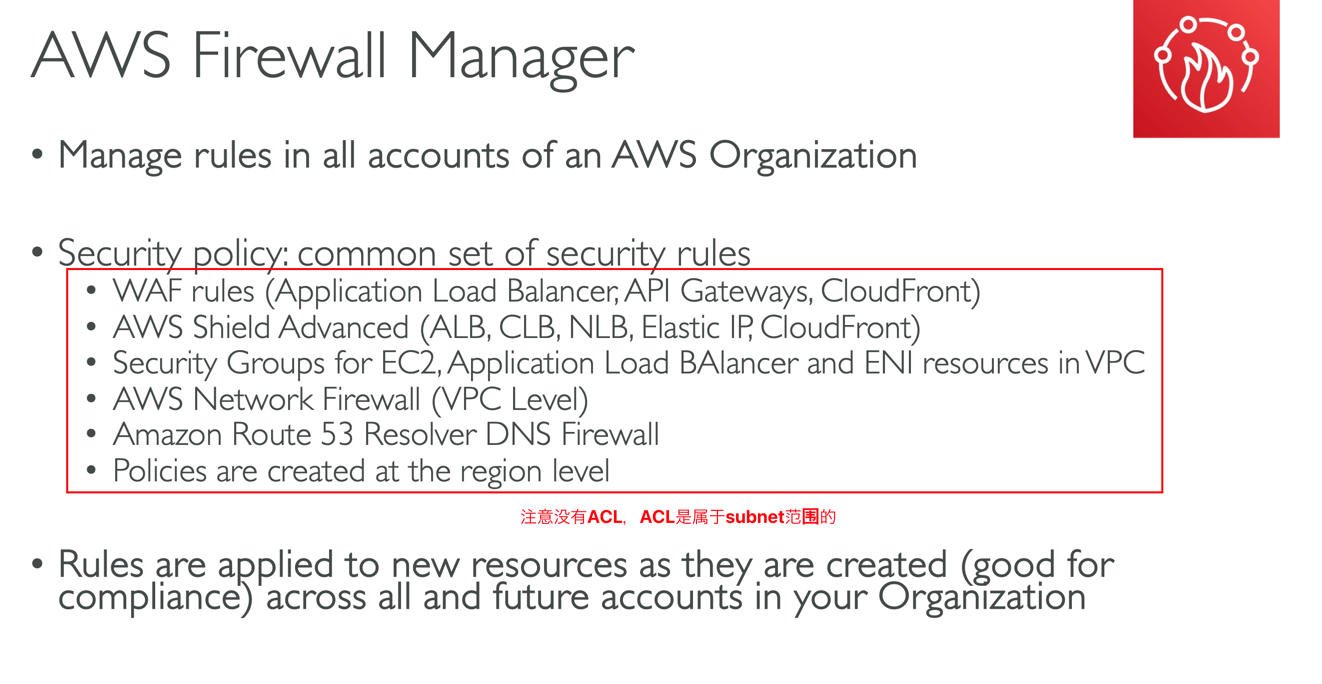 AWS Firewall Manager
• Manage rules in all accounts of an AWS Organization
• Security policy: common set of security rules
• WAF rules (Application Load Balancer, API Gateways, CloudFront)
• AWS Shield Advanced (ALB, CLB, NLB, Elastic IP, CloudFront)
• Security Groups for EC2, Application Load BAlancer and ENI resources in VPC
• AWS Network Firewall (VPC Level)
• Amazon Route 53 Resolver DNS Firewall
• Policies are created at the region level
注意没有ACL，ACL是属于subnet范围的
• Rules are applied to new resources as they are created (good for
compliance) across all and future accounts in your Organization